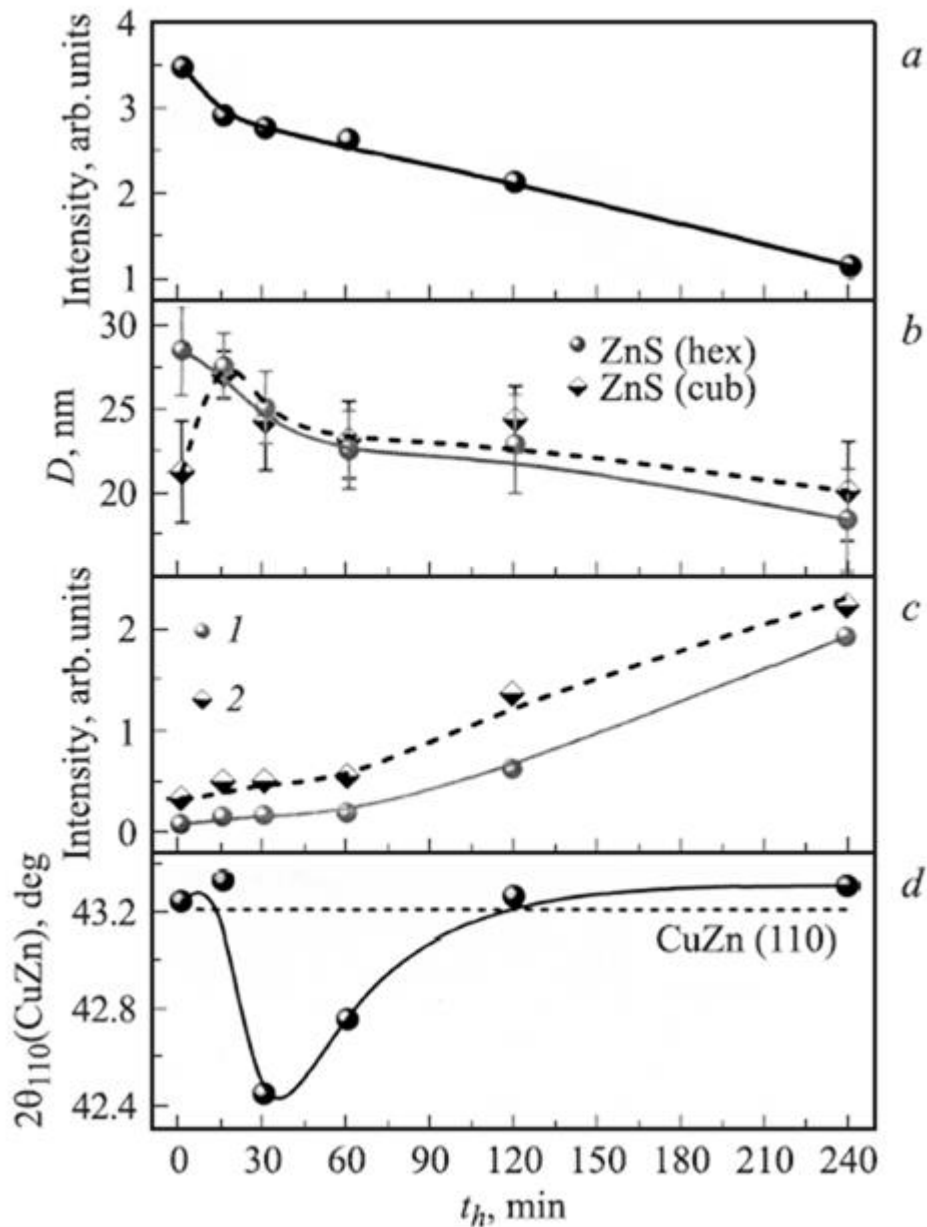 Intensity, arb. units
4
3
2
1
a
D, nm
30
25
20
ZnS (hex)
ZnS (cub)
b
Intensity, arb. units
2
1
0
1
2
c
2θ110(CuZn), deg
43.2
42.8
42.4
CuZn (110)
d
0 30 60 90 120 150 180 210 240
th, min